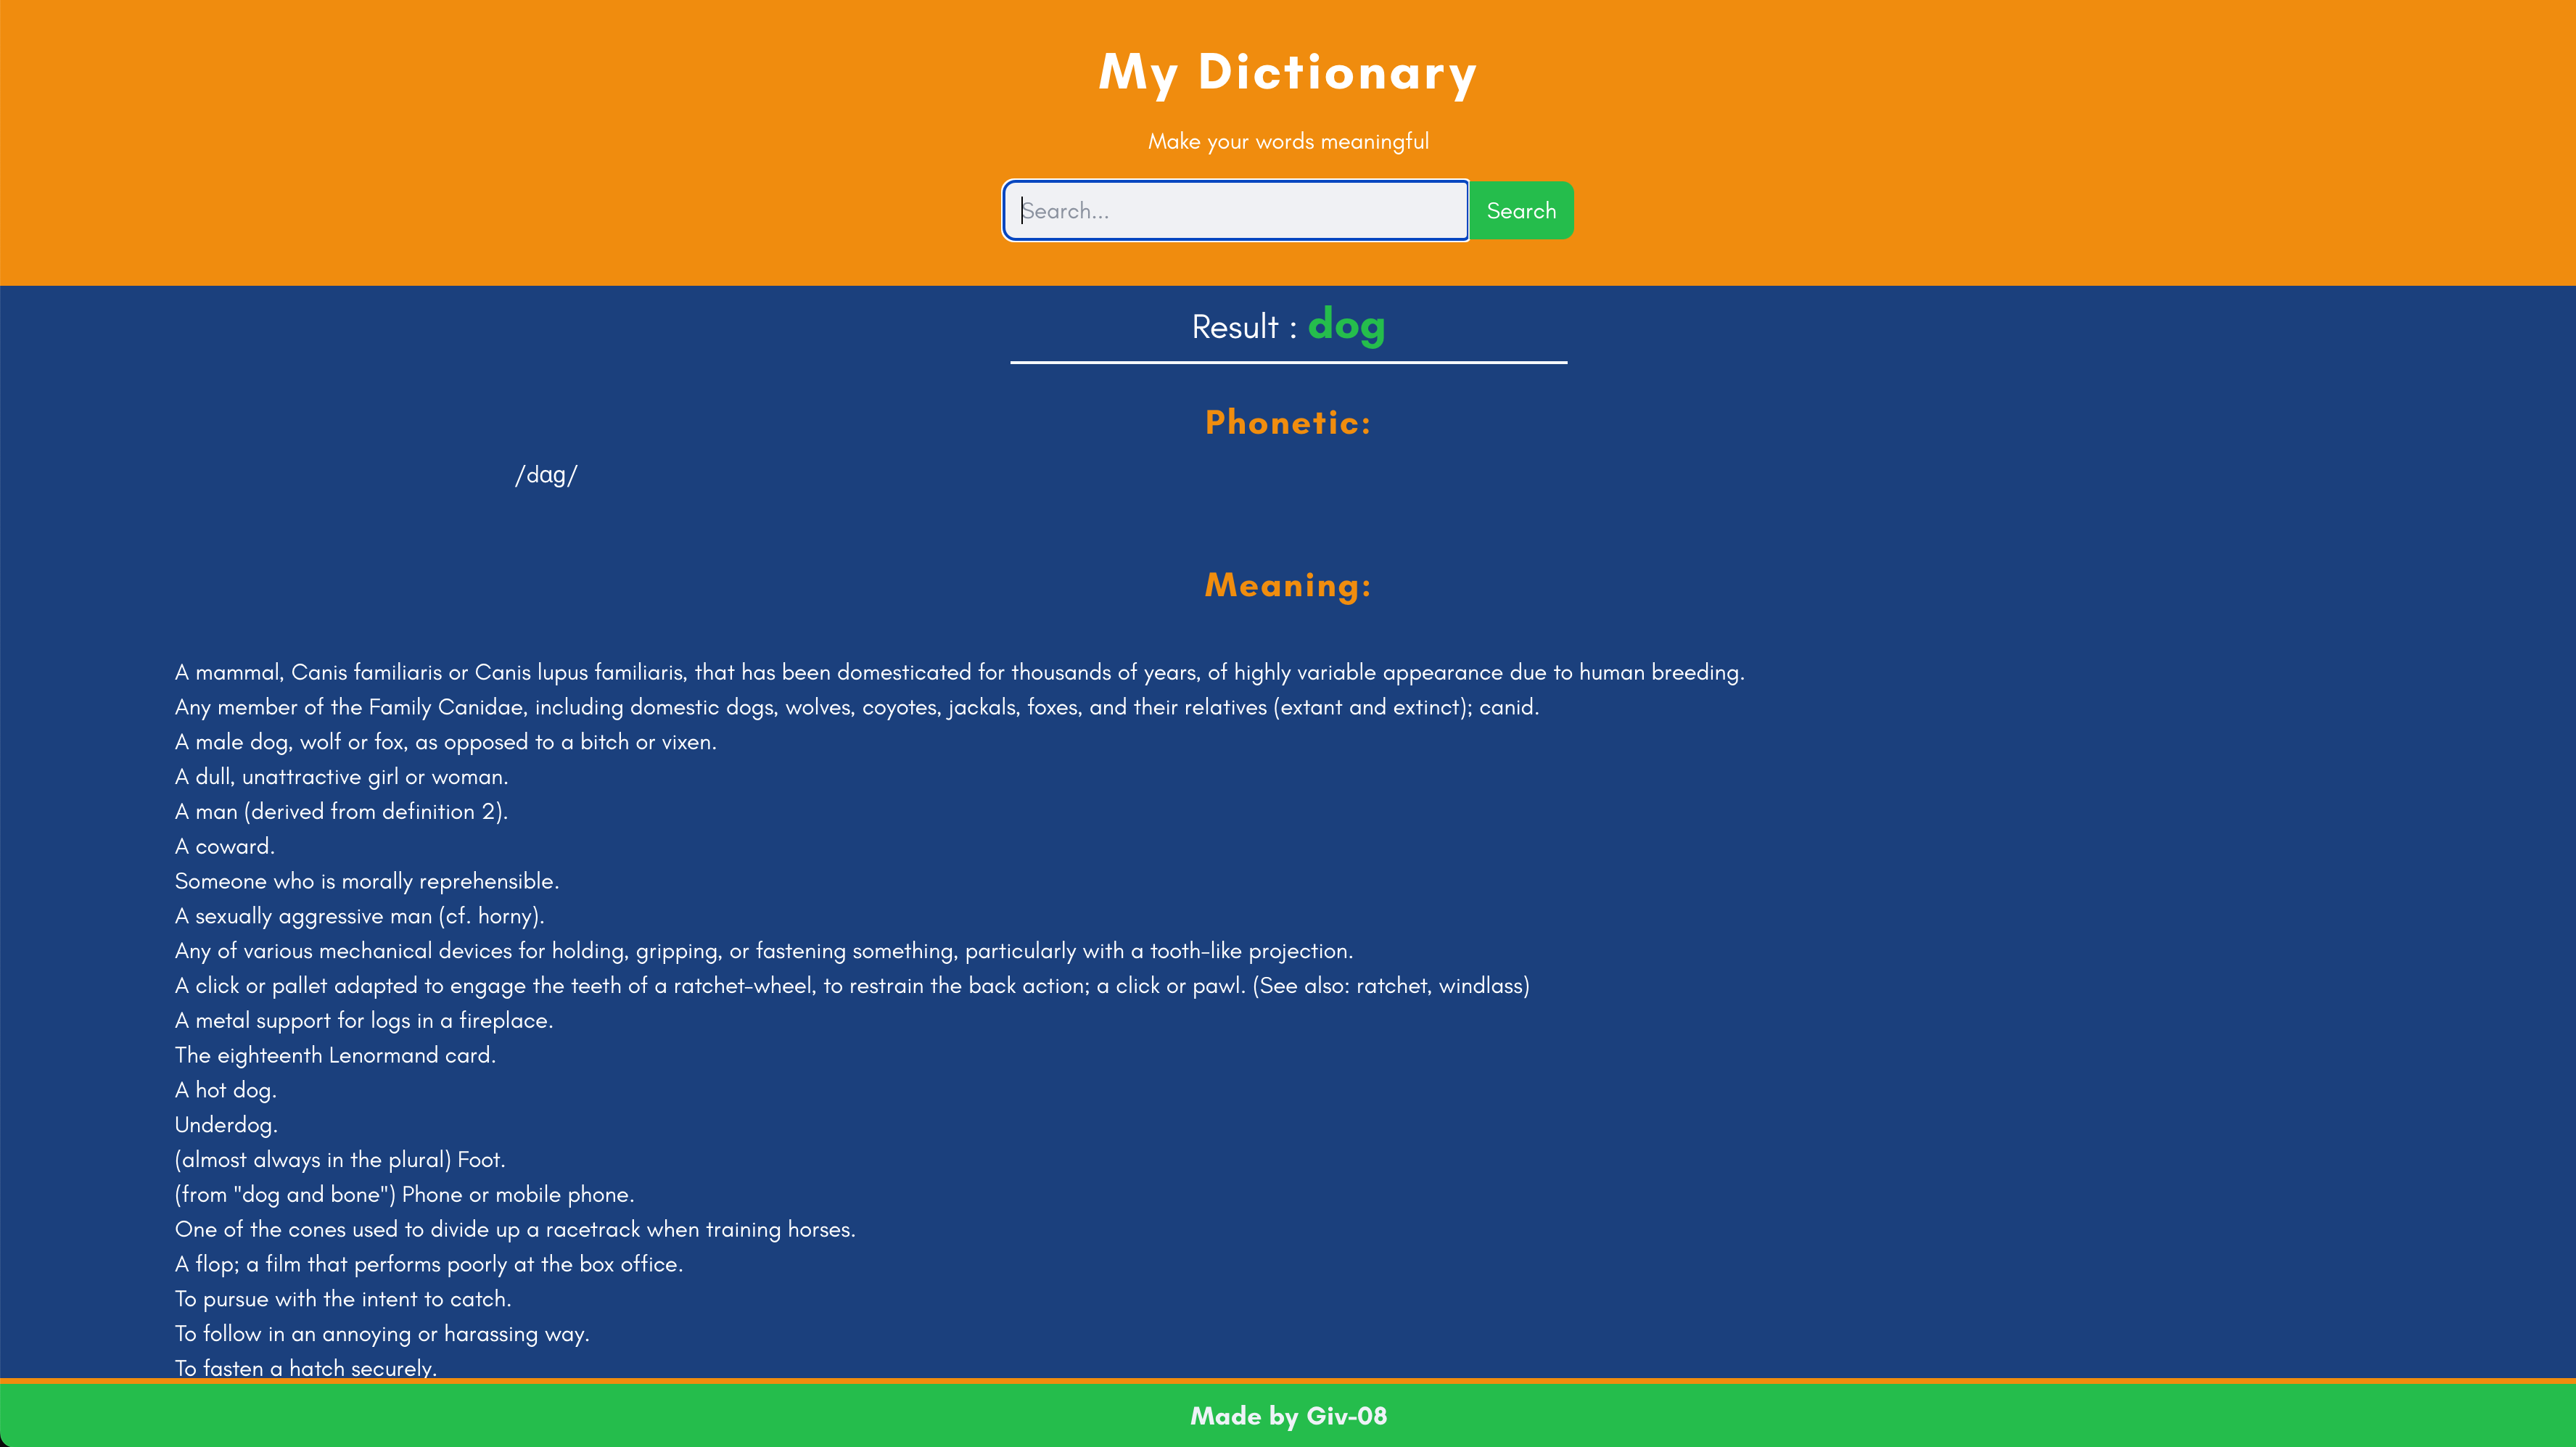 My Dictionary
Make your words meaningful
Search...
Search
Result : dog
Phonetic:
/dɑg/
Meaning:
A mammal, Canis familiaris or Canis lupus familiaris, that has been domesticated for thousands of years, of highly variable appearance due to human breeding.
Any member of the Family Canidae, including domestic dogs, wolves, coyotes, jackals, foxes, and their relatives (extant and extinct); canid.
A male dog, wolf or fox, as opposed to a bitch or vixen.
A dull, unattractive girl or woman.
A man (derived from definition 2).
A coward.
Someone who is morally reprehensible.
A sexually aggressive man (cf. horny).
Any of various mechanical devices for holding, gripping, or fastening something, particularly with a tooth-like projection.
A click or pallet adapted to engage the teeth of a ratchet-wheel, to restrain the back action; a click or pawl. (See also: ratchet, windlass)
A metal support for logs in a fireplace.
The eighteenth Lenormand card.
A hot dog.
Underdog.
(almost always in the plural) Foot.
(from "dog and bone") Phone or mobile phone.
One of the cones used to divide up a racetrack when training horses.
A flop; a film that performs poorly at the box office.
To pursue with the intent to catch.
To follow in an annoying or harassing way.
To fasten a hatch securely.
Made by Giv-08